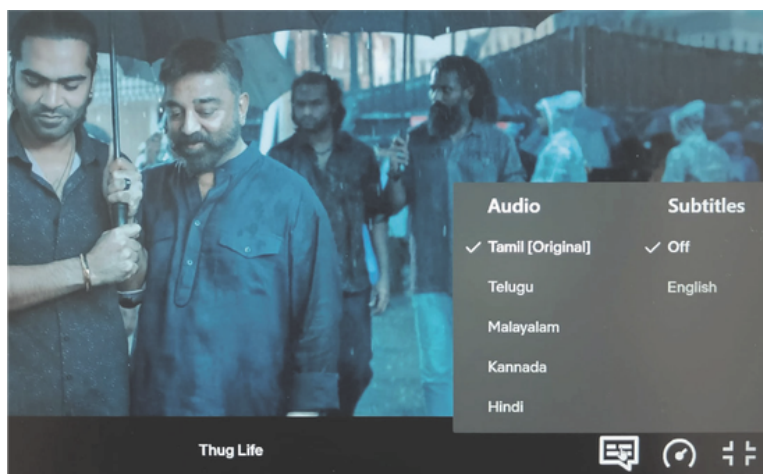 Audio
Tamil [Original]
Telugu
Malayalam
Kannada
Hindi
Subtitles
Off
English
Thug Life